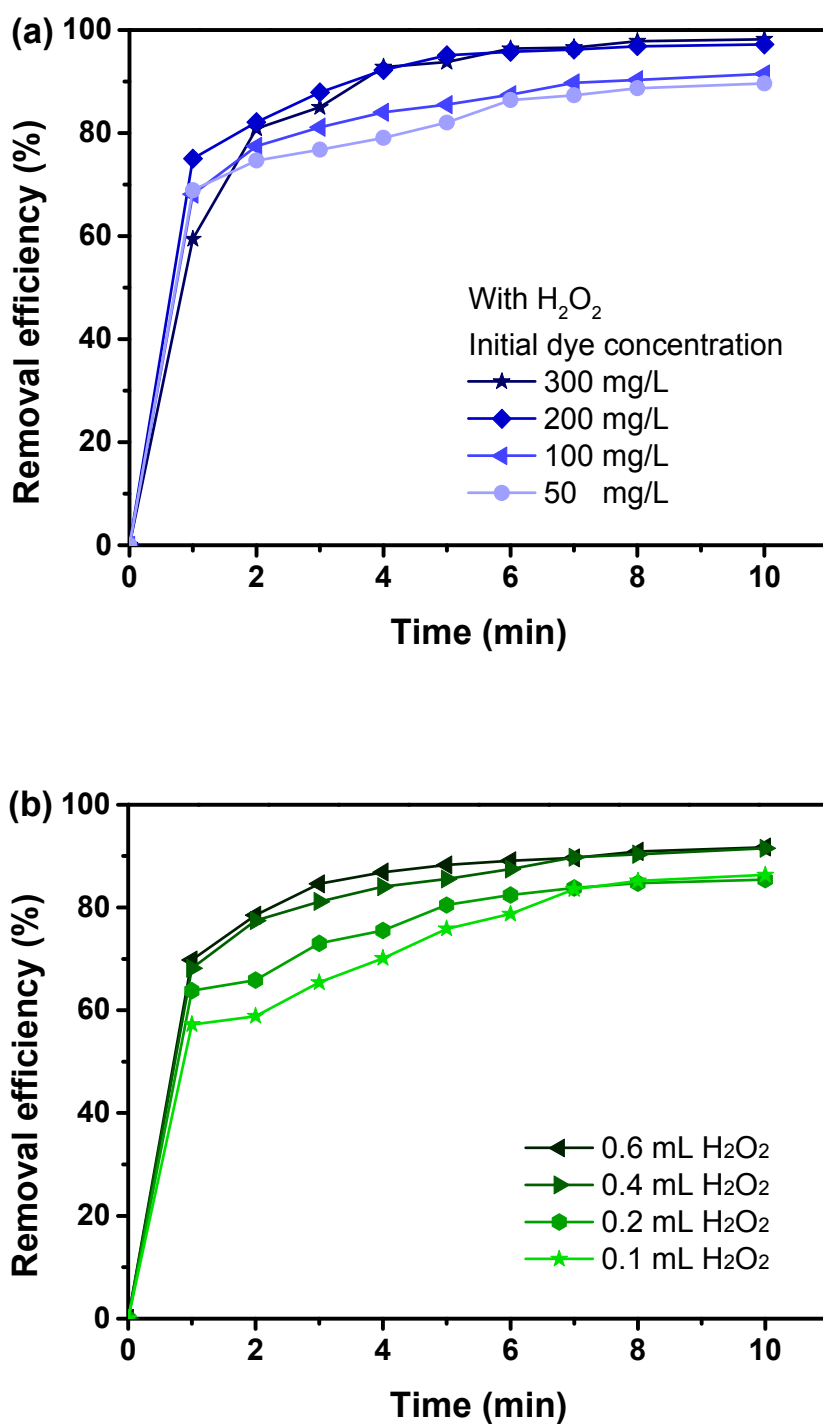 (a)
100
80
60
40
20
0
Removal efficiency (%)
With H₂O₂
Initial dye concentration
300 mg/L
200 mg/L
100 mg/L
50 mg/L
0 2 4 6 8 10
Time (min)
(b)
100
80
60
40
20
0
Removal efficiency (%)
0.6 mL H2O2
0.4 mL H2O2
0.2 mL H2O2
0.1 mL H2O2
0 2 4 6 8 10
Time (min)